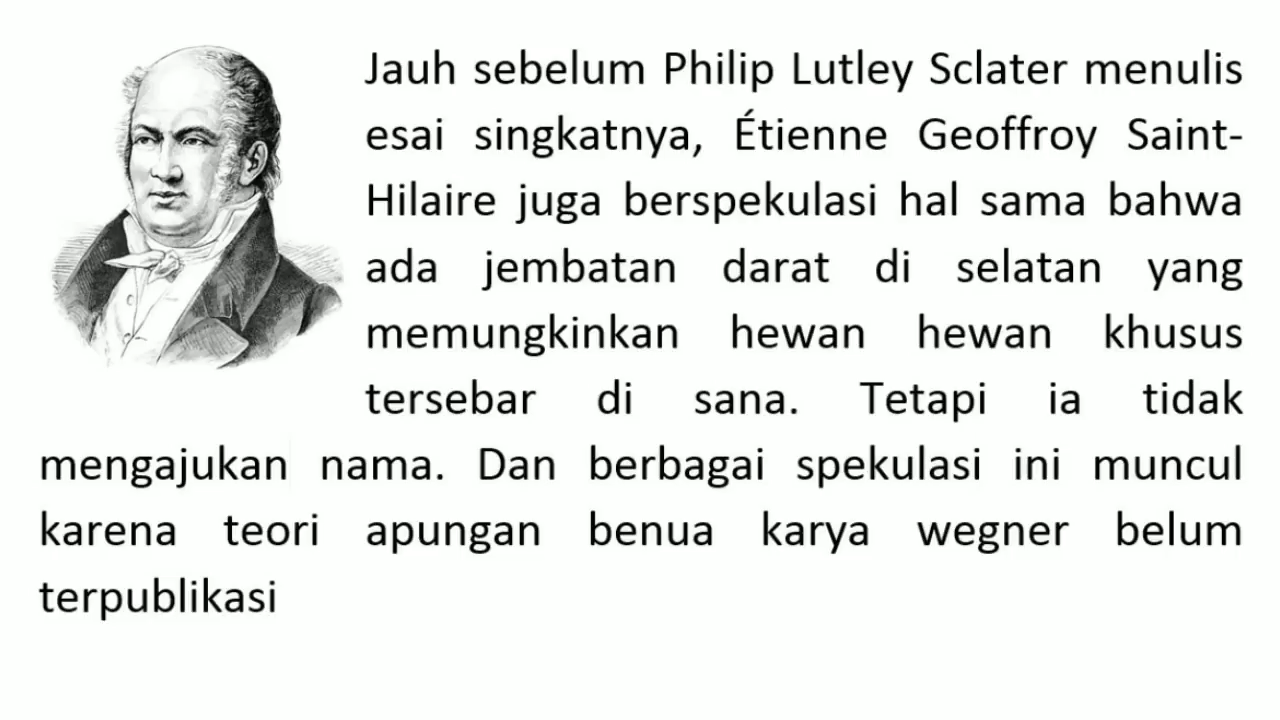 Jauh sebelum Philip Lutley Sclater menulis
esai singkatnya, Étienne Geoffroy Saint-
Hilaire juga berspekulasi hal sama bahwa
ada jembatan darat di selatan yang
memungkinkan hewan hewan khusus
tersebar di sana. Tetapi ia tidak
mengajukan nama. Dan berbagai spekulasi ini muncul
karena teori apungan benua karya wegner belum
terpublikasi